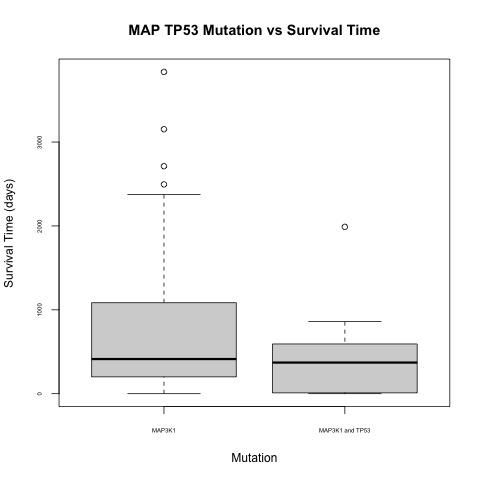 MAP TP53 Mutation vs Survival Time
Survival Time (days)
3000
2000
1000
0
MAP3K1
MAP3K1 and TP53
Mutation